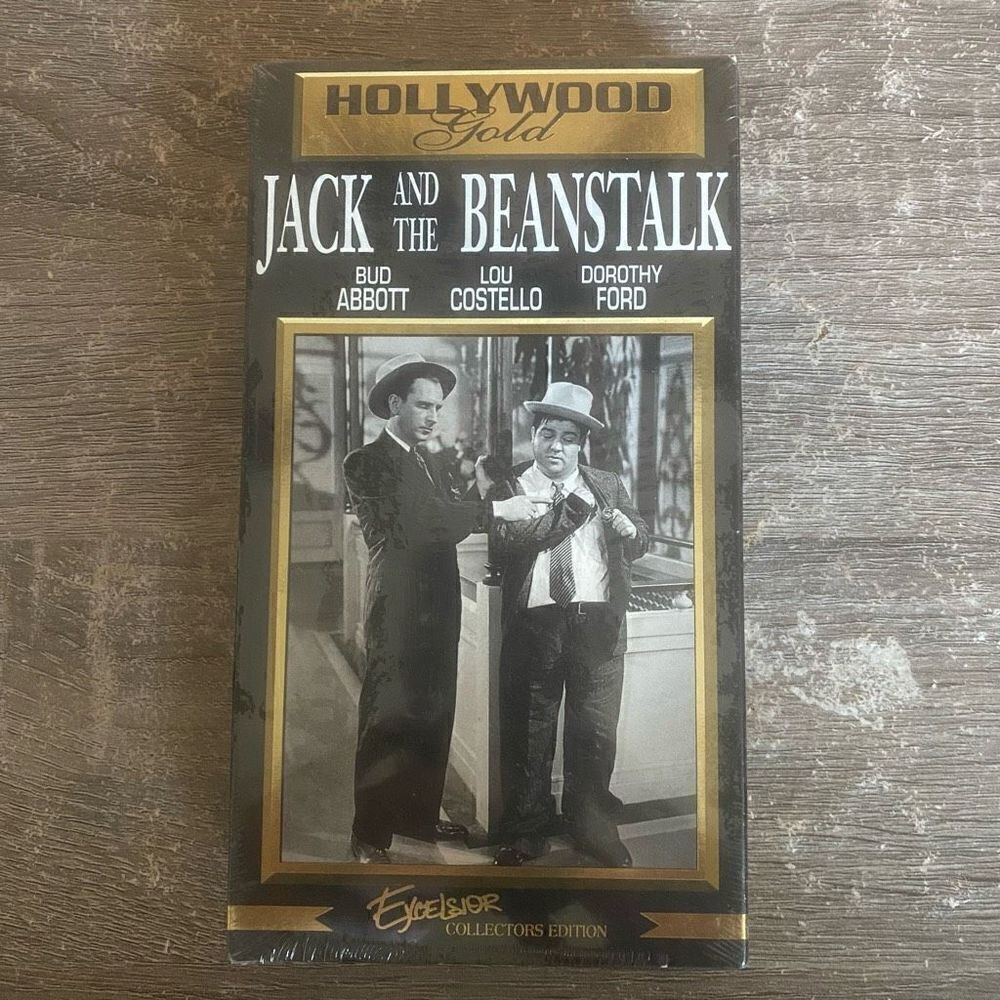 HOLLYWOOD
Gold
JACK AND THE BEANSTALK
BUD ABBOTT
LOU COSTELLO
DOROTHY FORD
EXCELSIOR
COLLECTORS EDITION